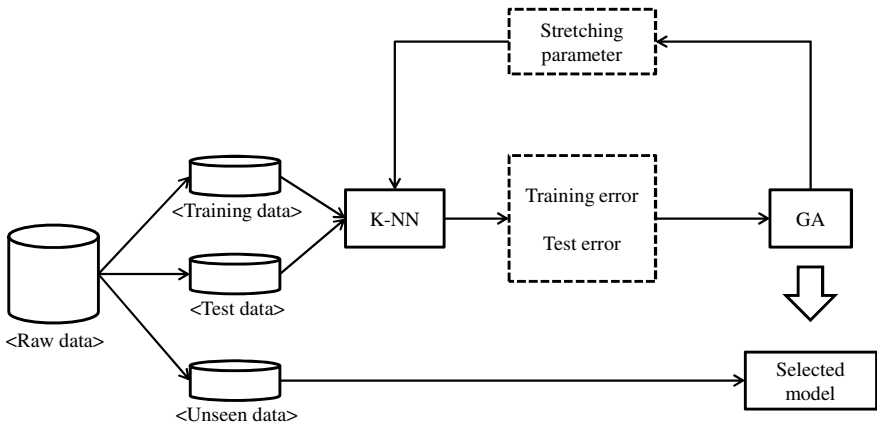 Stretching
parameter
<Training data>
K-NN
Training error
Test error
GA
<Test data>
<Raw data>
Selected
model
<Unseen data>